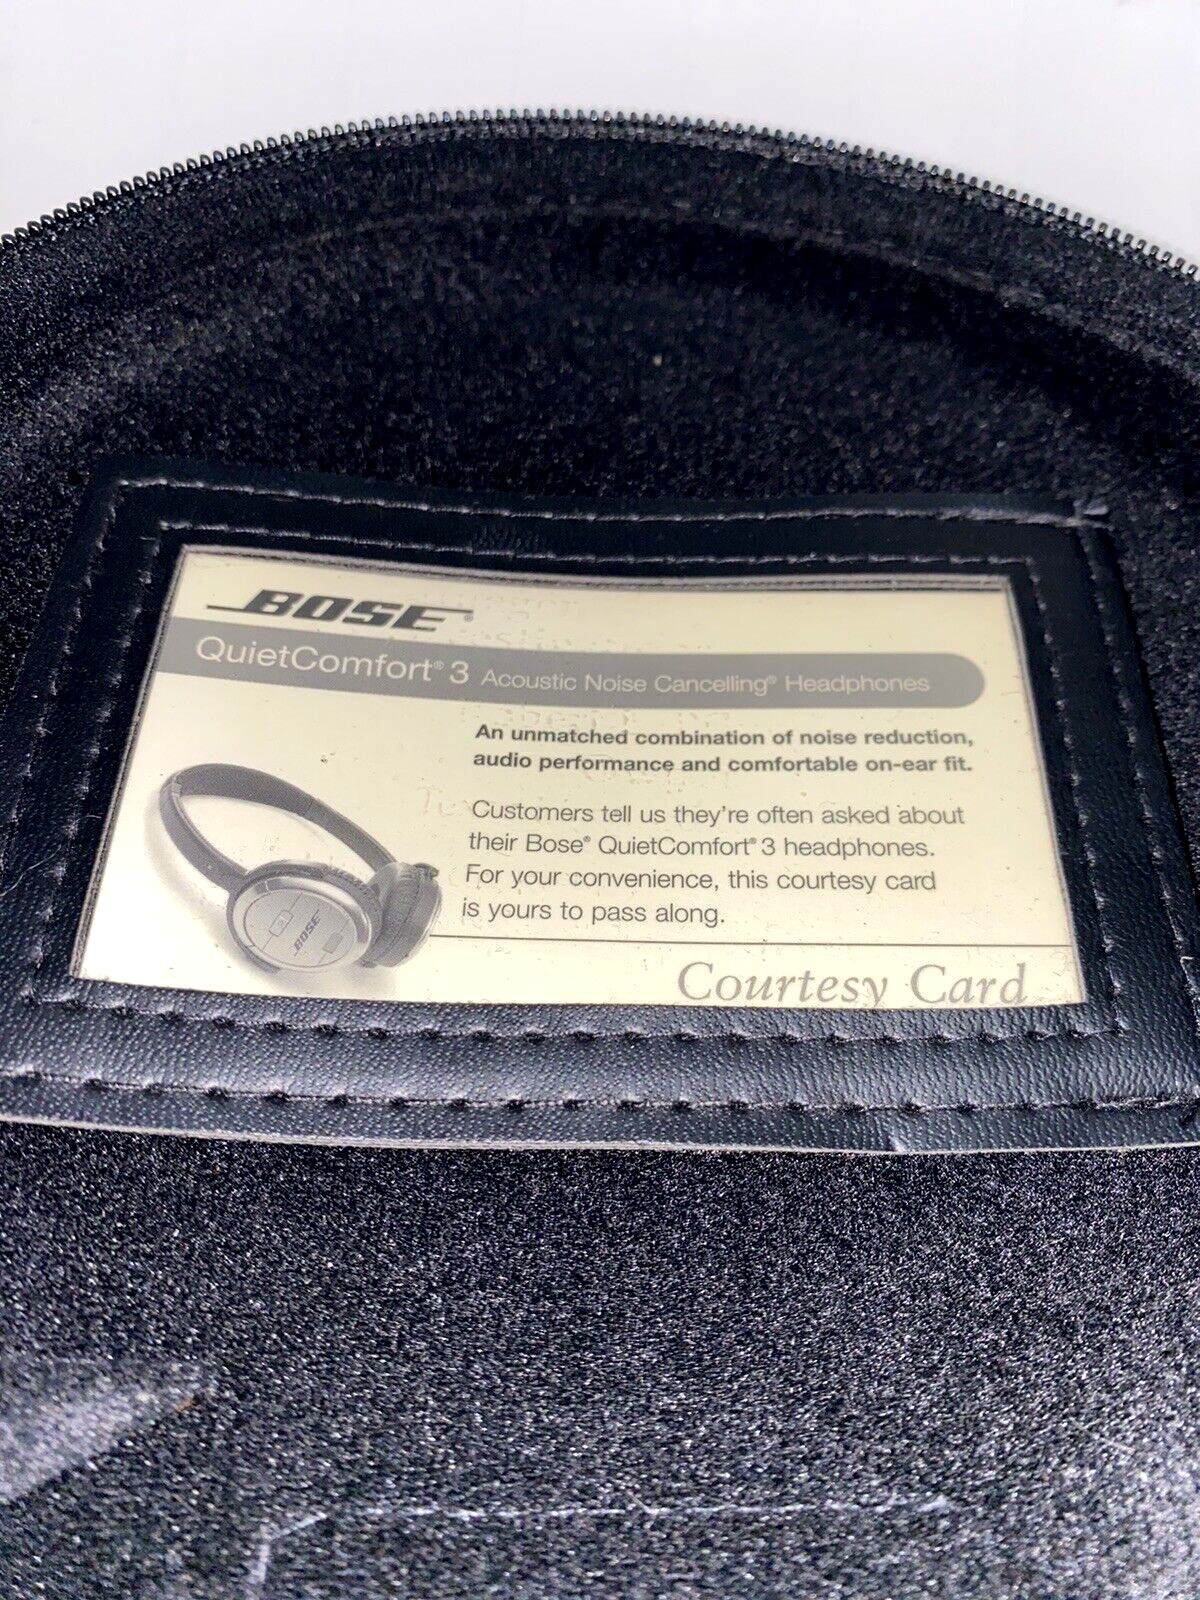 BOSE®
QuietComfort® 3 Acoustic Noise Cancelling® Headphones
An unmatched combination of noise reduction,
audio performance and comfortable on-ear fit.
Customers tell us they're often asked about
their Bose® QuietComfort® 3 headphones.
For your convenience, this courtesy card
is yours to pass along.
BOSE
Courtesy Card